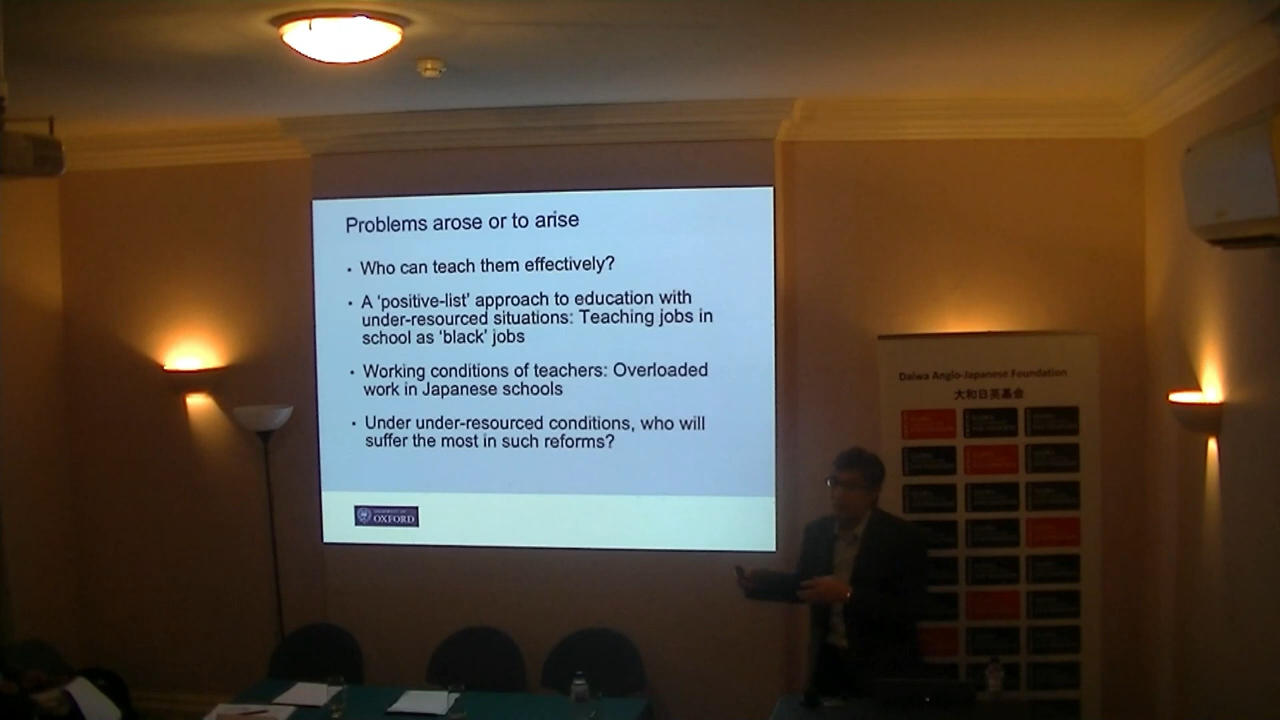 Problems arose or to arise
• Who can teach them effectively?
• A 'positive-list' approach to education with
under-resourced situations: Teaching jobs in
school as 'black' jobs
• Working conditions of teachers: Overloaded
work in Japanese schools
• Under under-resourced conditions, who will
suffer the most in such reforms?
UNIVERSITY OF
OXFORD
Daiwa Anglo-Japanese Foundation
大和日英基金